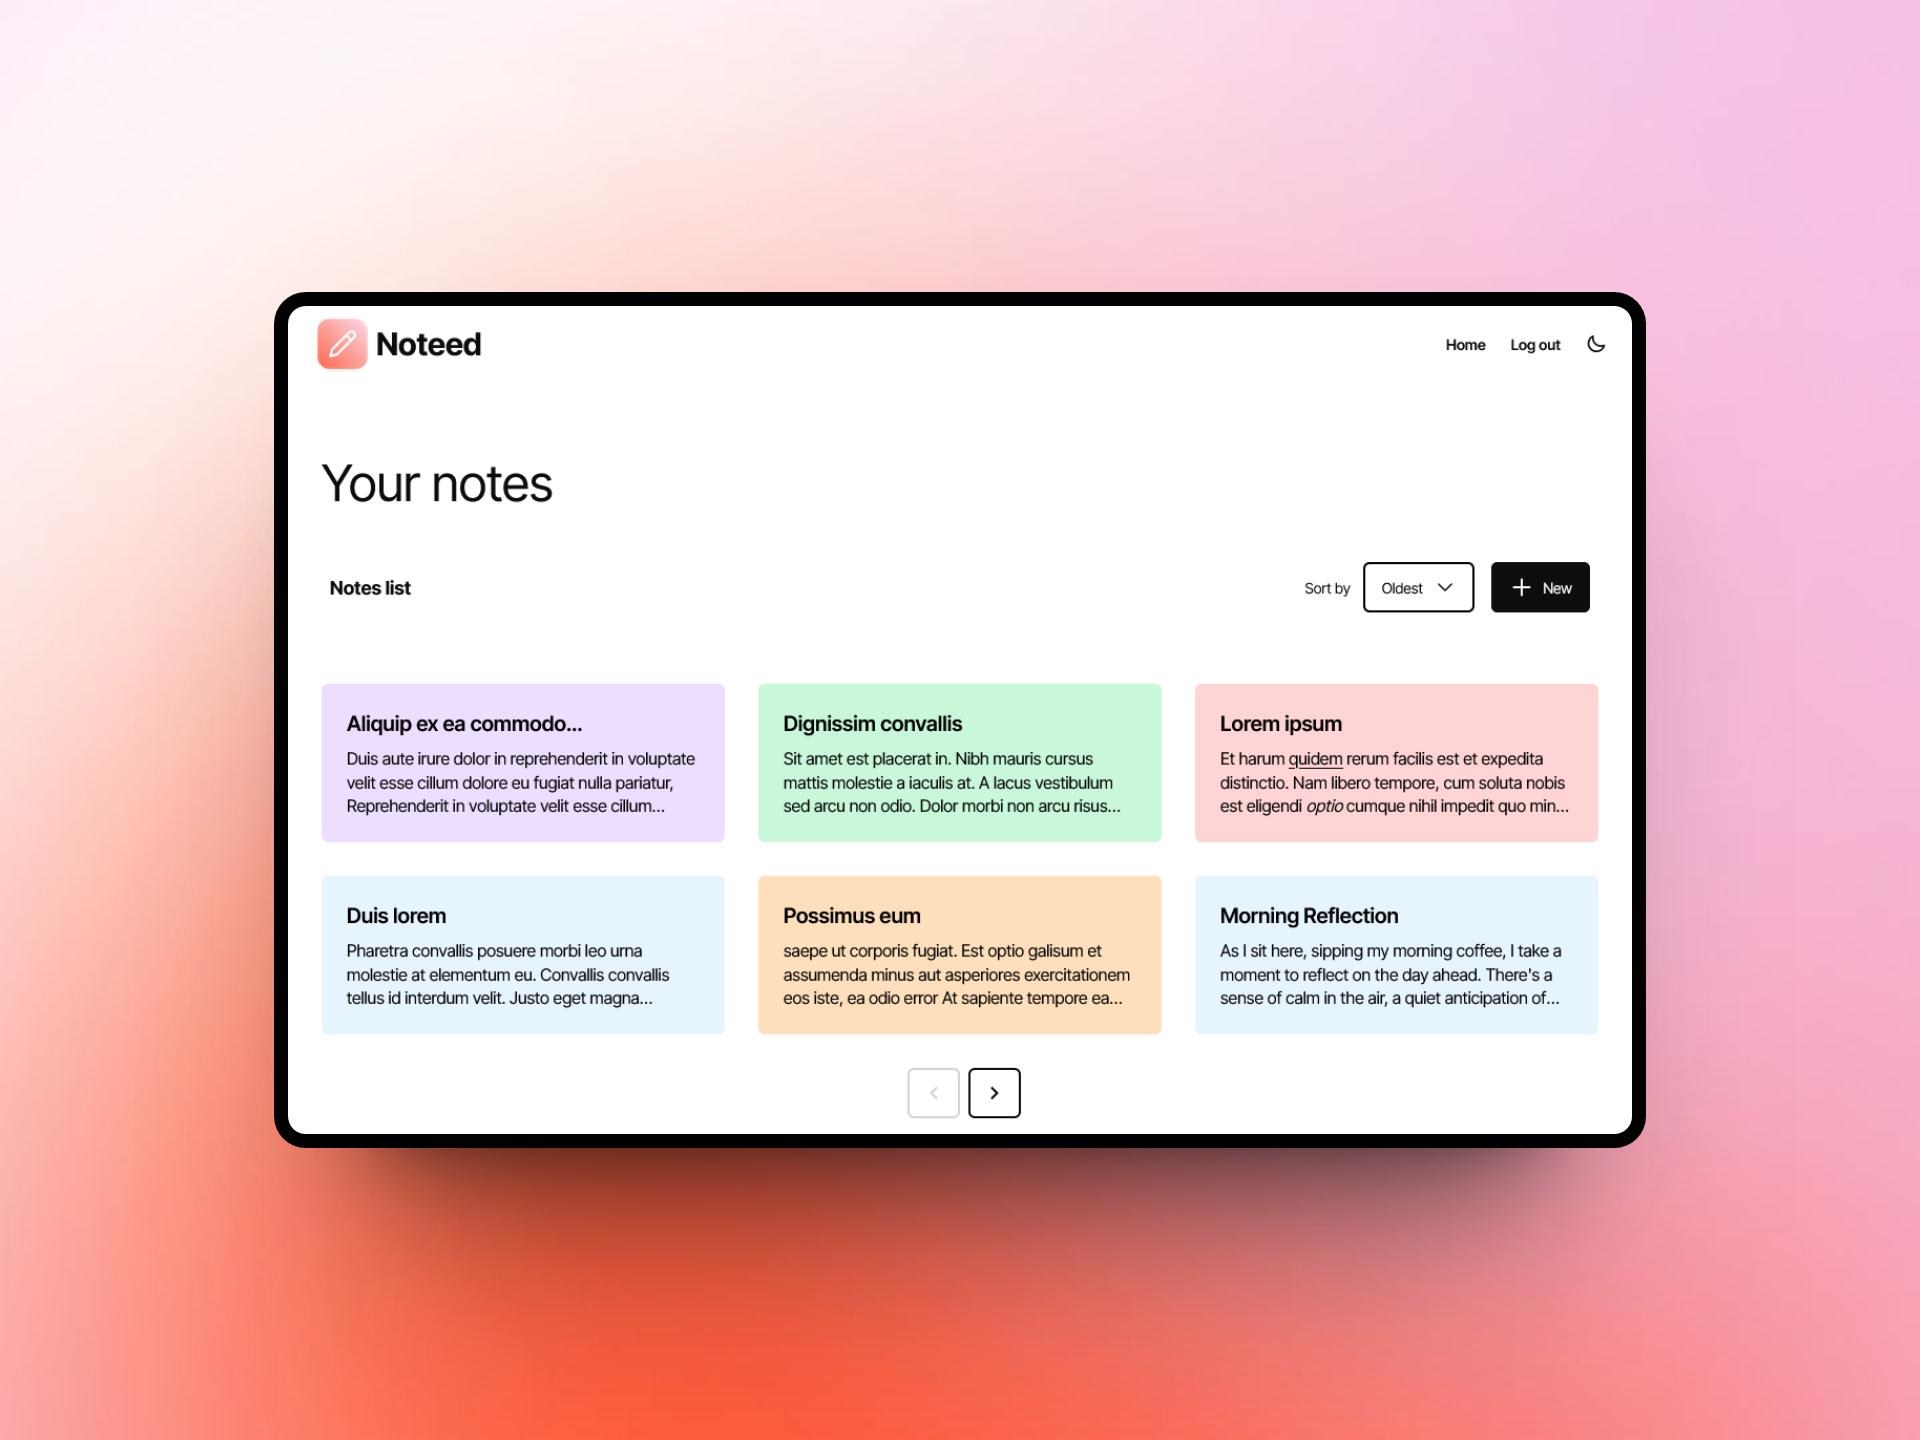 Noteed
Home Log out
Your notes
Notes list
Sort by Oldest New
Aliquip ex ea commodo...
Duis aute irure dolor in reprehenderit in voluptate
velit esse cillum dolore eu fugiat nulla pariatur,
Reprehenderit in voluptate velit esse cillum...
Dignissim convallis
Sit amet est placerat in. Nibh mauris cursus
mattis molestie a iaculis at. A lacus vestibulum
sed arcu non odio. Dolor morbi non arcu risus...
Lorem ipsum
Et harum quidem rerum facilis est et expedita
distinctio. Nam libero tempore, cum soluta nobis
est eligendi optio cumque nihil impedit quo min...
Duis lorem
Pharetra convallis posuere morbi leo urna
molestie at elementum eu. Convallis convallis
tellus id interdum velit. Justo eget magna...
Possimus eum
saepe ut corporis fugiat. Est optio galisum et
assumenda minus aut asperiores exercitationem
eos iste, ea odio error At sapiente tempore ea...
Morning Reflection
As I sit here, sipping my morning coffee, I take a
moment to reflect on the day ahead. There's a
sense of calm in the air, a quiet anticipation of...